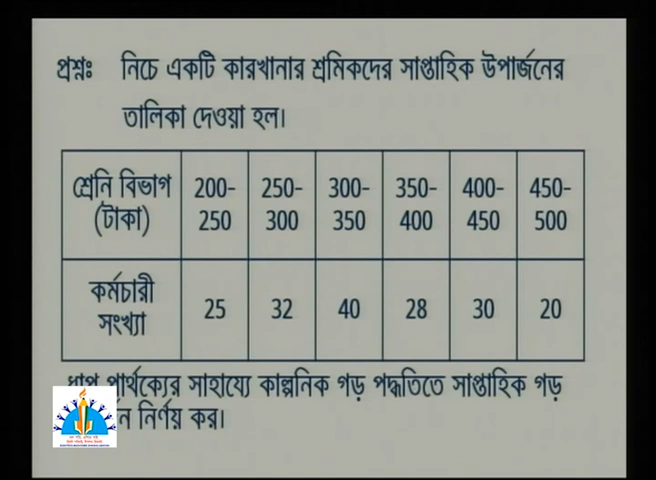 প্রশ্নঃ নিচে একটি কারখানার শ্রমিকদের সাপ্তাহিক উপার্জনের
তালিকা দেওয়া হল।
শ্রেনি বিভাগ (টাকা) 200-250 250-300 300-350 350-400 400-450 450-500
কর্মচারী সংখ্যা 25 32 40 28 30 20
ধাপ পার্থক্যের সাহায্যে কাল্পনিক গড় পদ্ধতিতে সাপ্তাহিক গড়
নির্ণয় কর।